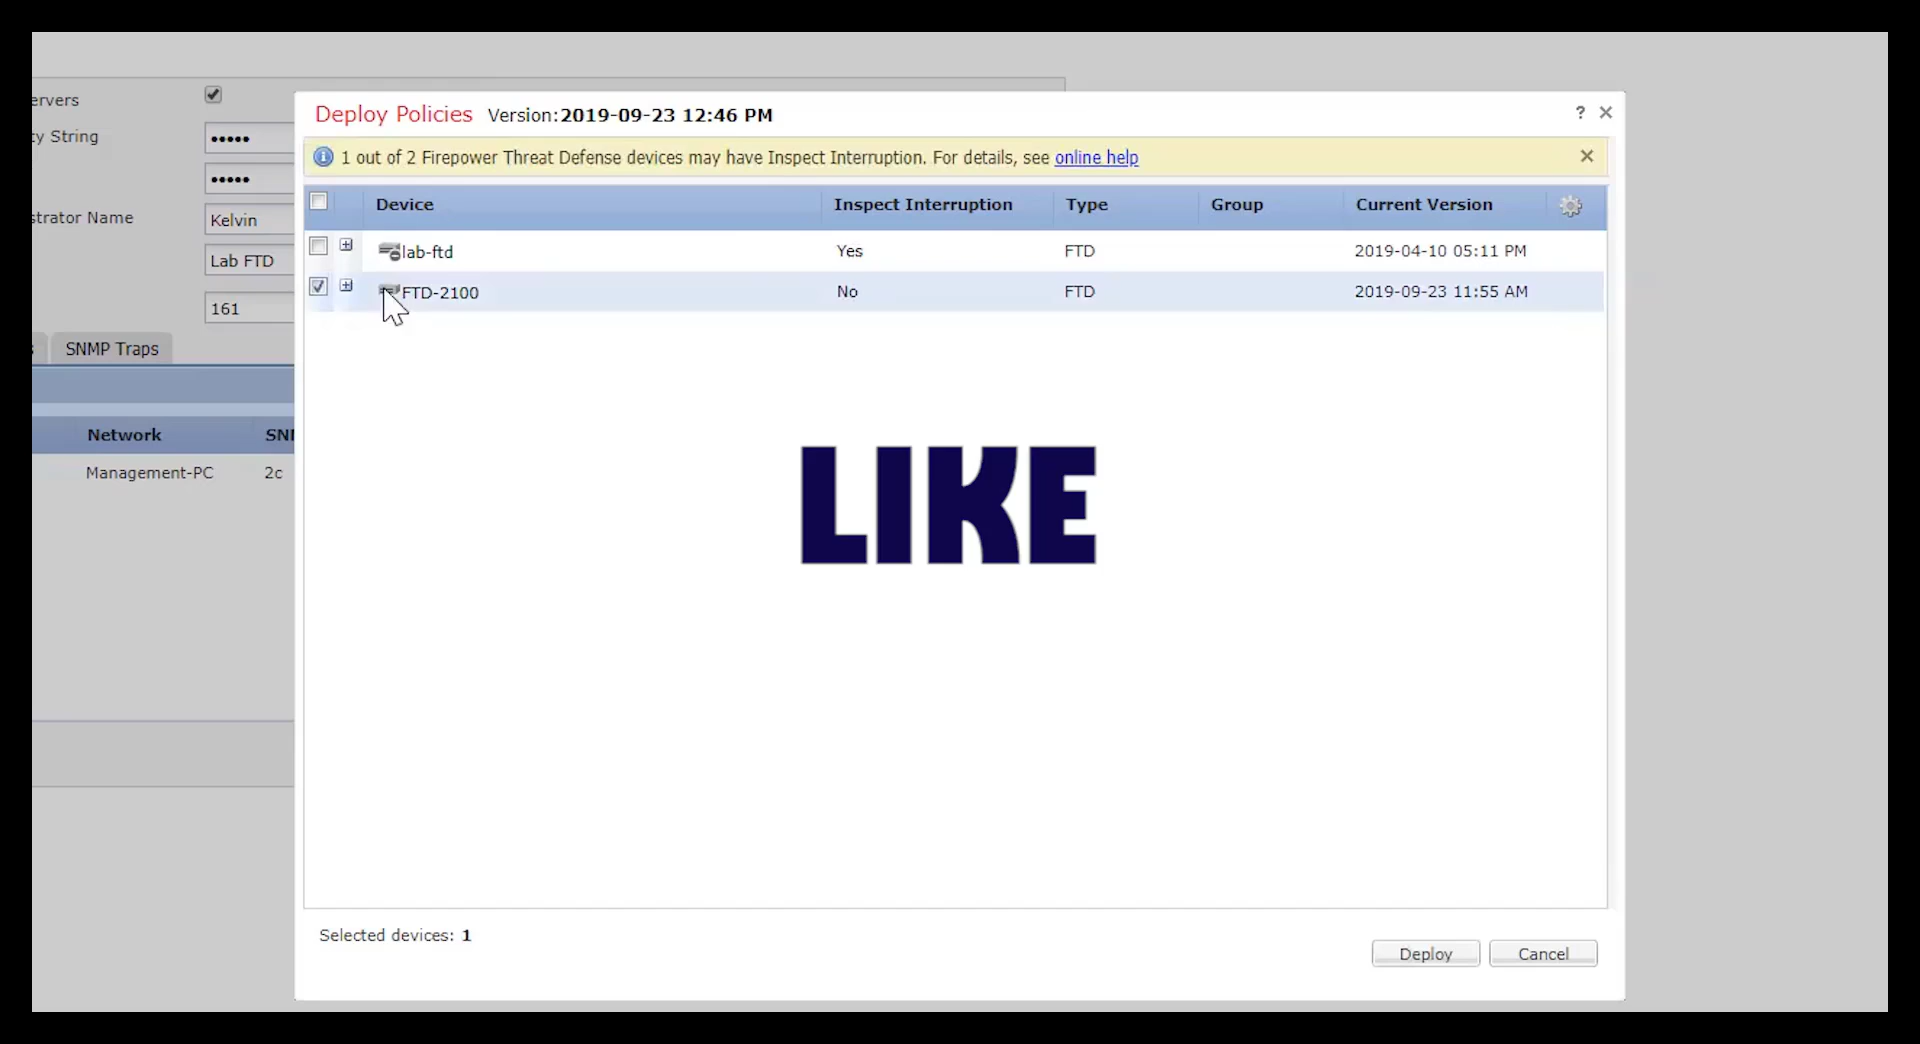 ervers
ty String
•••••
•••••
strator Name
Kelvin
Lab FTD
161
s
SNMP Traps
Network
SNI
Management-PC
2c
Deploy Policies Version:2019-09-23 12:46 PM
? ×
1 out of 2 Firepower Threat Defense devices may have Inspect Interruption. For details, see online help
×
Device Inspect Interruption Type Group Current Version
lab-ftd Yes FTD 2019-04-10 05:11 PM
FTD-2100 No FTD 2019-09-23 11:55 AM
LIKE
Selected devices: 1
Deploy Cancel